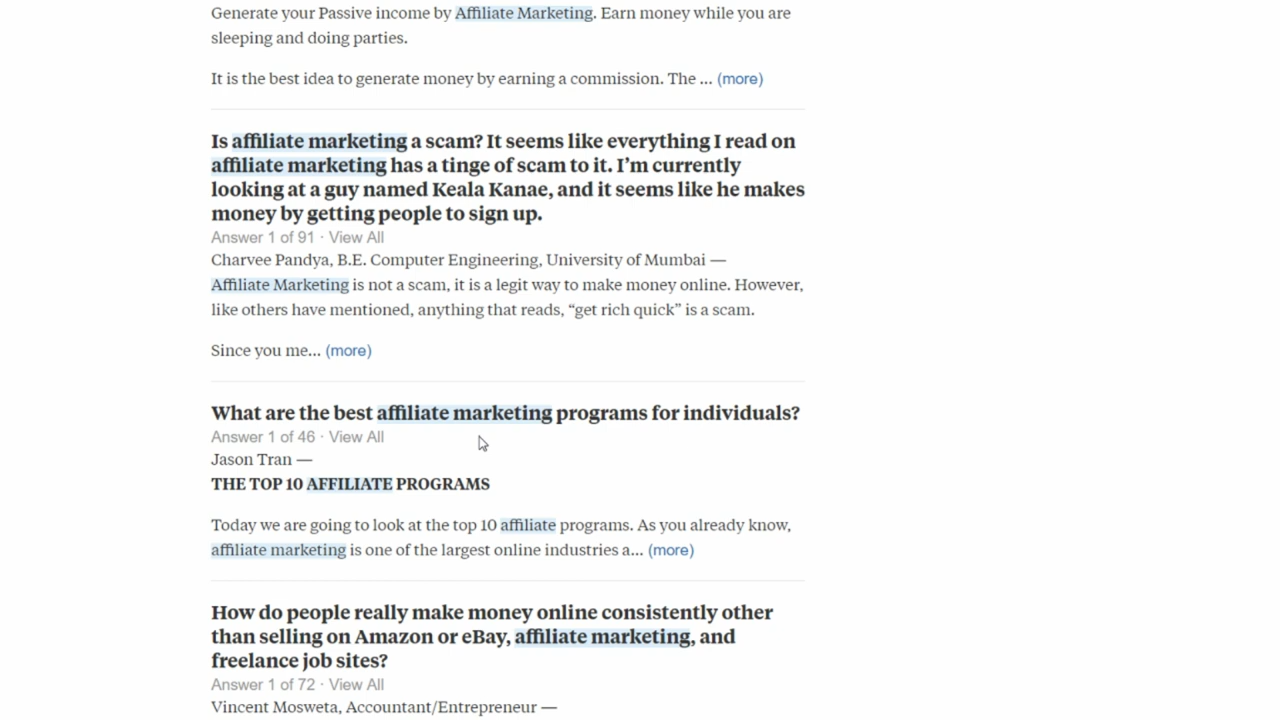 Generate your Passive income by Affiliate Marketing. Earn money while you are
sleeping and doing parties.
It is the best idea to generate money by earning a commission. The ... (more)
Is affiliate marketing a scam? It seems like everything I read on
affiliate marketing has a tinge of scam to it. I’m currently
looking at a guy named Keala Kanae, and it seems like he makes
money by getting people to sign up.
Answer 1 of 91 · View All
Charvee Pandya, B.E. Computer Engineering, University of Mumbai —
Affiliate Marketing is not a scam, it is a legit way to make money online. However,
like others have mentioned, anything that reads, “get rich quick” is a scam.
Since you me... (more)
What are the best affiliate marketing programs for individuals?
Answer 1 of 46 · View All
Jason Tran —
THE TOP 10 AFFILIATE PROGRAMS
Today we are going to look at the top 10 affiliate programs. As you already know,
affiliate marketing is one of the largest online industries a... (more)
How do people really make money online consistently other
than selling on Amazon or eBay, affiliate marketing, and
freelance job sites?
Answer 1 of 72 · View All
Vincent Mosweta, Accountant/Entrepreneur —